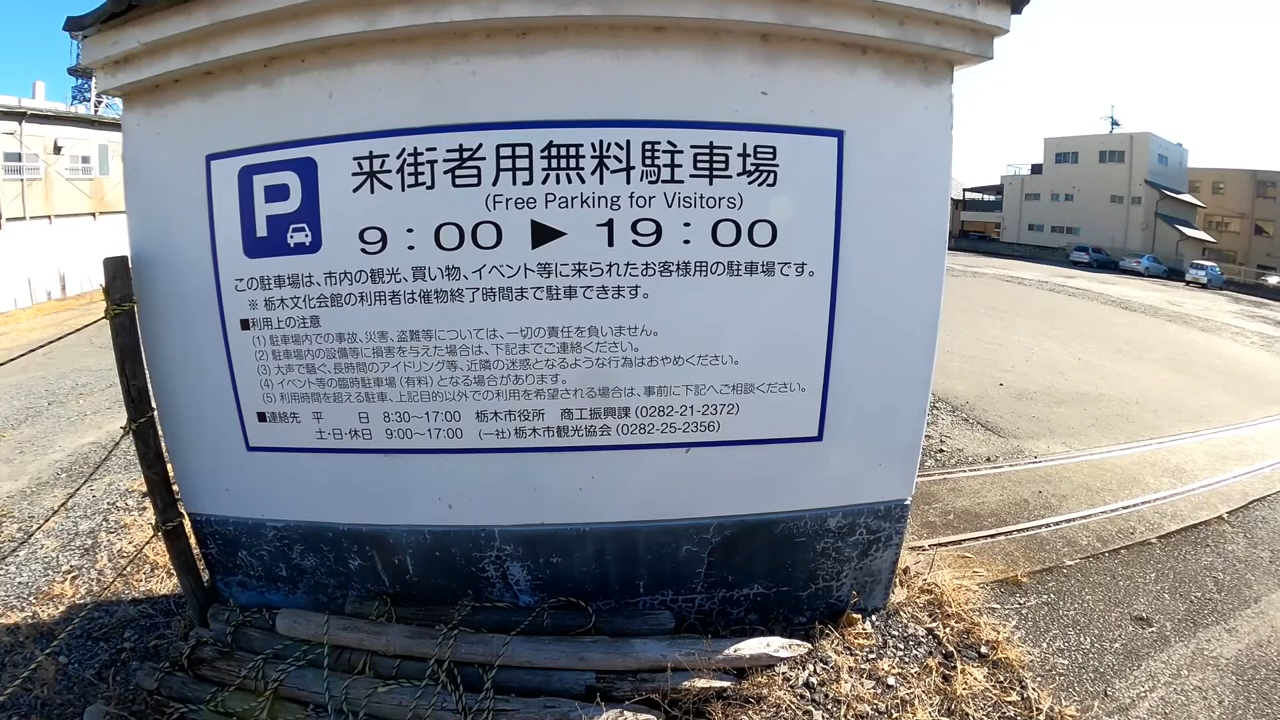 P
来街者用無料駐車場
(Free Parking for Visitors)
9:00 ▶ 19:00
この駐車場は、市内の観光、買い物、イベント等に来られたお客様用の駐車場です。
※ 栃木文化会館の利用者は催物終了時間まで駐車できます。
■利用上の注意
(1) 駐車場内での事故、災害、盗難等については、一切の責任を負いません。
(2) 駐車場内の設備等に損害を与えた場合は、下記までご連絡ください。
(3) 大声で騒ぐ、長時間のアイドリング等、近隣の迷惑となるような行為はおやめください。
(4) イベント等の臨時駐車場（有料）となる場合があります。
(5) 利用時間を超える駐車、上記目的以外での利用を希望される場合は、事前に下記へご相談ください。
■連絡先 平 日 8:30〜17:00 栃木市役所 商工振興課（0282-21-2372）
土・日・休日 9:00〜17:00 (一社)栃木市観光協会（0282-25-2356）